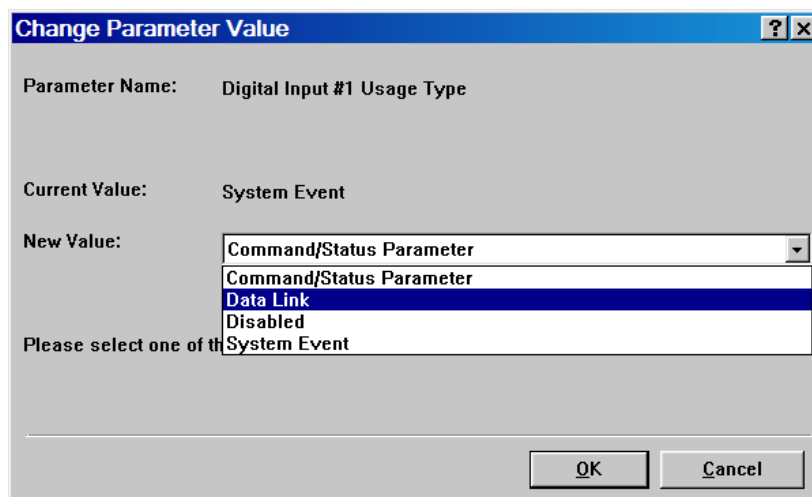 Change Parameter Value
Parameter Name: Digital Input #1 Usage Type
Current Value: System Event
New Value: Command/Status Parameter
Command/Status Parameter
Data Link
Disabled
Please select one of th System Event
OK Cancel